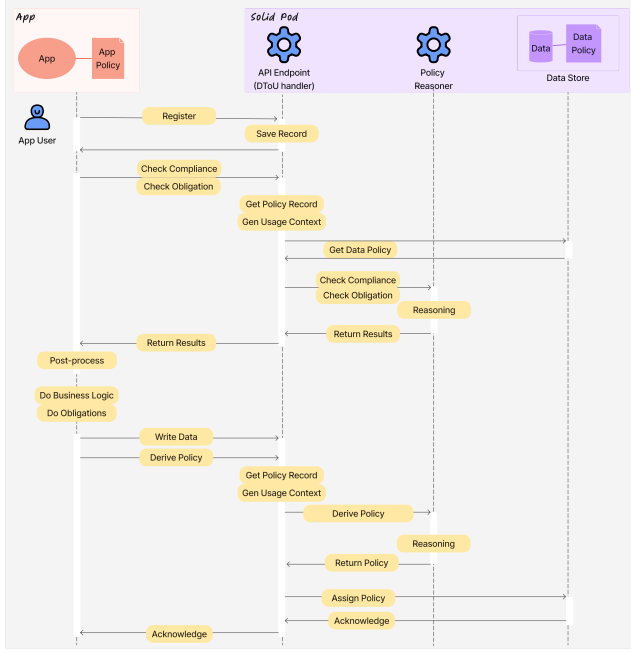 App
Solid Pod
App
App
Policy
API Endpoint
(DToU handler)
Policy
Reasoner
Data
Data
Policy
Data Store
App User
Register
Save Record
Check Compliance
Check Obligation
Get Policy Record
Gen Usage Context
Get Data Policy
Check Compliance
Check Obligation
Reasoning
Return Results
Return Results
Post-process
Do Business Logic
Do Obligations
Write Data
Derive Policy
Get Policy Record
Gen Usage Context
Derive Policy
Reasoning
Return Policy
Assign Policy
Acknowledge
Acknowledge